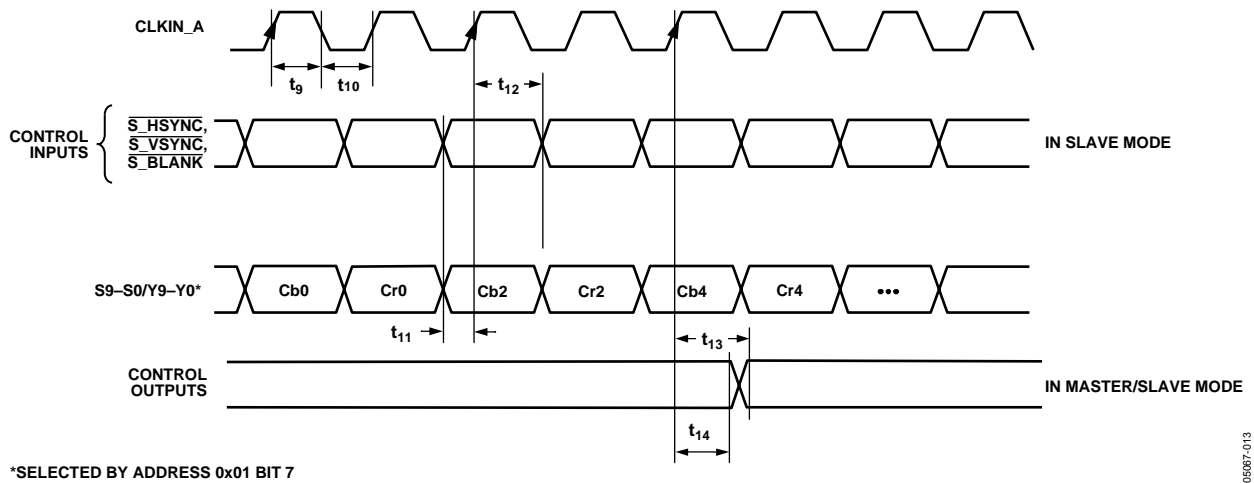 CLKIN_A
t9
t10
t12
CONTROL
INPUTS
S_HSYNC,
S_VSYNC,
S_BLANK
IN SLAVE MODE
S9–S0/Y9–Y0*
Cb0
Cr0
Cb2
Cr2
Cb4
Cr4
•••
t11
t13
CONTROL
OUTPUTS
IN MASTER/SLAVE MODE
t14
*SELECTED BY ADDRESS 0x01 BIT 7
05067-013